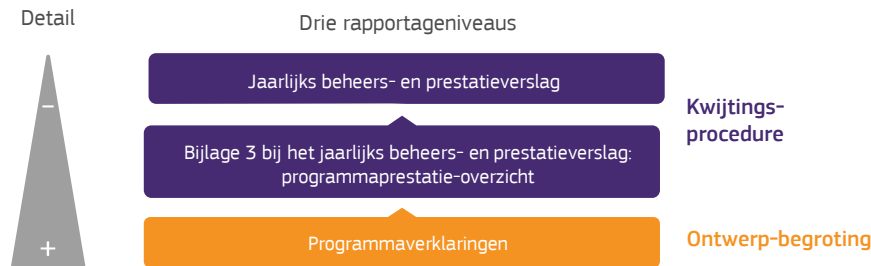 Detail
Drie rapportageniveaus
Jaarlijks beheers- en prestatieverslag
–
Kwijtings-
procedure
Bijlage 3 bij het jaarlijks beheers- en prestatieverslag:
programmaprestatie-overzicht
+
Programmaverklaringen
Ontwerp-begroting